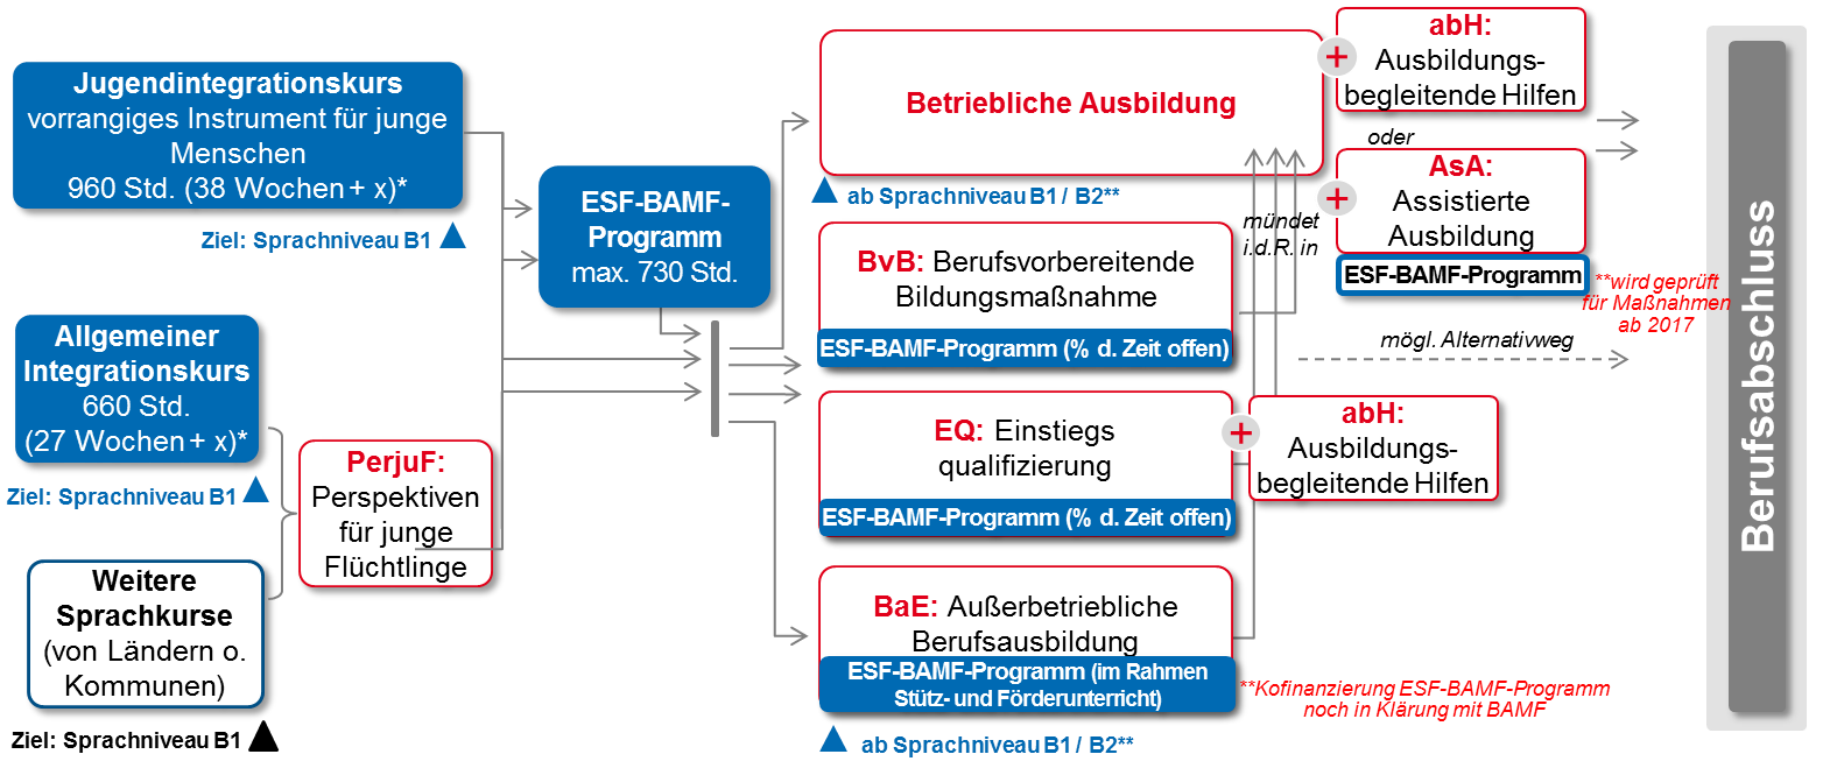 Jugendintegrationskurs
vorrangiges Instrument für junge
Menschen
960 Std. (38 Wochen + x)*
Ziel: Sprachniveau B1
Allgemeiner
Integrationskurs
660 Std.
(27 Wochen + x)*
Ziel: Sprachniveau B1
Weitere
Sprachkurse
(von Ländern o.
Kommunen)
Ziel: Sprachniveau B1
PerjuF:
Perspektiven
für junge
Flüchtlinge
ESF-BAMF-
Programm
max. 730 Std.
Betriebliche Ausbildung
ab Sprachniveau B1 / B2**
+
abH:
Ausbildungs-
begleitende Hilfen
oder
+
AsA:
Assistierte
Ausbildung
ESF-BAMF-Programm
**wird geprüft
für Maßnahmen
ab 2017
mündet
i.d.R. in
BvB: Berufsvorbereitende
Bildungsmaßnahme
ESF-BAMF-Programm (% d. Zeit offen)
mögl. Alternativweg
EQ: Einstiegs
qualifizierung
ESF-BAMF-Programm (% d. Zeit offen)
+
abH:
Ausbildungs-
begleitende Hilfen
BaE: Außerbetriebliche
Berufsausbildung
ESF-BAMF-Programm (im Rahmen
Stütz- und Förderunterricht)
**Kofinanzierung ESF-BAMF-Programm
noch in Klärung mit BAMF
ab Sprachniveau B1 / B2**
Berufsabschluss